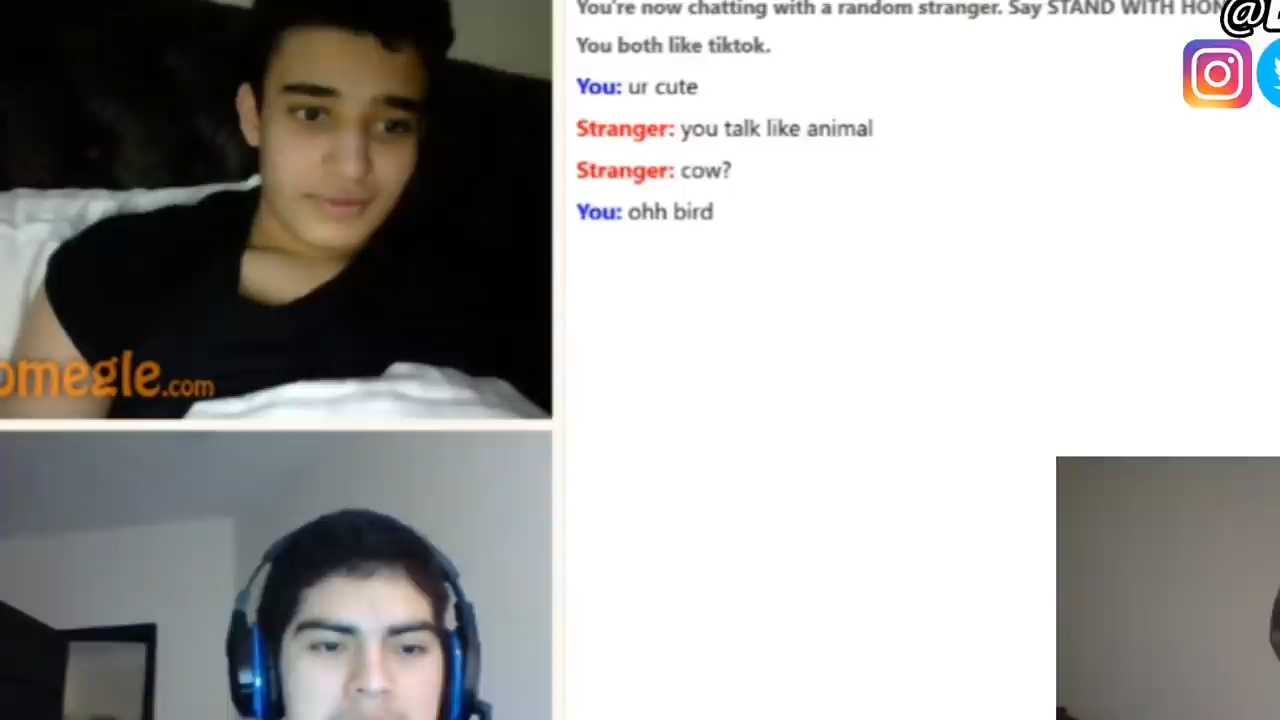 You're now chatting with a random stranger. Say STAND WITH HON
You both like tiktok.
You: ur cute
Stranger: you talk like animal
Stranger: cow?
You: ohh bird
omegle.com